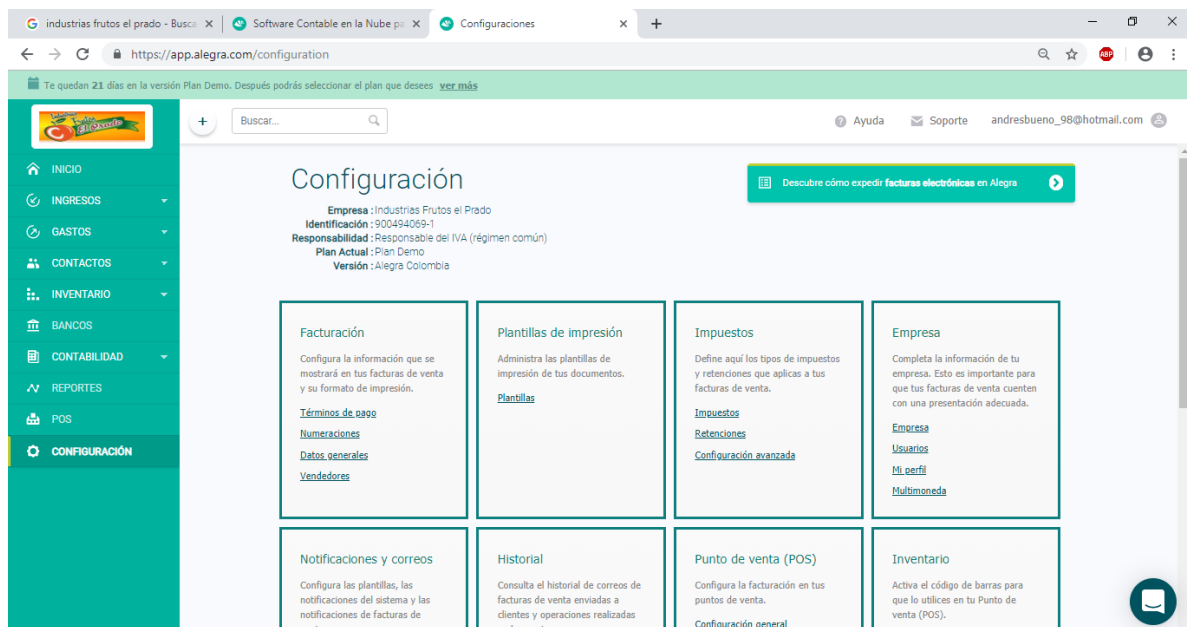 industrias frutos el prado - Busca
Software Contable en la Nube pa
Configuraciones
https://app.alegra.com/configuration
ABP
Te quedan 21 días en la versión Plan Demo. Después podrás seleccionar el plan que desees ver más
Frutos
El Prado
Buscar...
Ayuda
Soporte
andresbueno_98@hotmail.com
INICIO
INGRESOS
GASTOS
CONTACTOS
INVENTARIO
BANCOS
CONTABILIDAD
REPORTES
POS
CONFIGURACIÓN
Configuración
Empresa : Industrias Frutos el Prado
Identificación : 900494069-1
Responsabilidad : Responsable del IVA (régimen común)
Plan Actual : Plan Demo
Versión : Alegra Colombia
Descubre cómo expedir facturas electrónicas en Alegra
Facturación
Configura la información que se
mostrará en tus facturas de venta
y su formato de impresión.
Términos de pago
Numeraciones
Datos generales
Vendedores
Plantillas de impresión
Administra las plantillas de
impresión de tus documentos.
Plantillas
Impuestos
Define aquí los tipos de impuestos
y retenciones que aplicas a tus
facturas de venta.
Impuestos
Retenciones
Configuración avanzada
Empresa
Completa la información de tu
empresa. Esto es importante para
que tus facturas de venta cuenten
con una presentación adecuada.
Empresa
Usuarios
Mi perfil
Multimoneda
Notificaciones y correos
Configura las plantillas, las
notificaciones del sistema y las
notificaciones de facturas de
Historial
Consulta el historial de correos de
facturas de venta enviadas a
clientes y operaciones realizadas
Punto de venta (POS)
Configura la facturación en tus
puntos de venta.
Configuración general
Inventario
Activa el código de barras para
que lo utilices en tu Punto de
venta (POS).